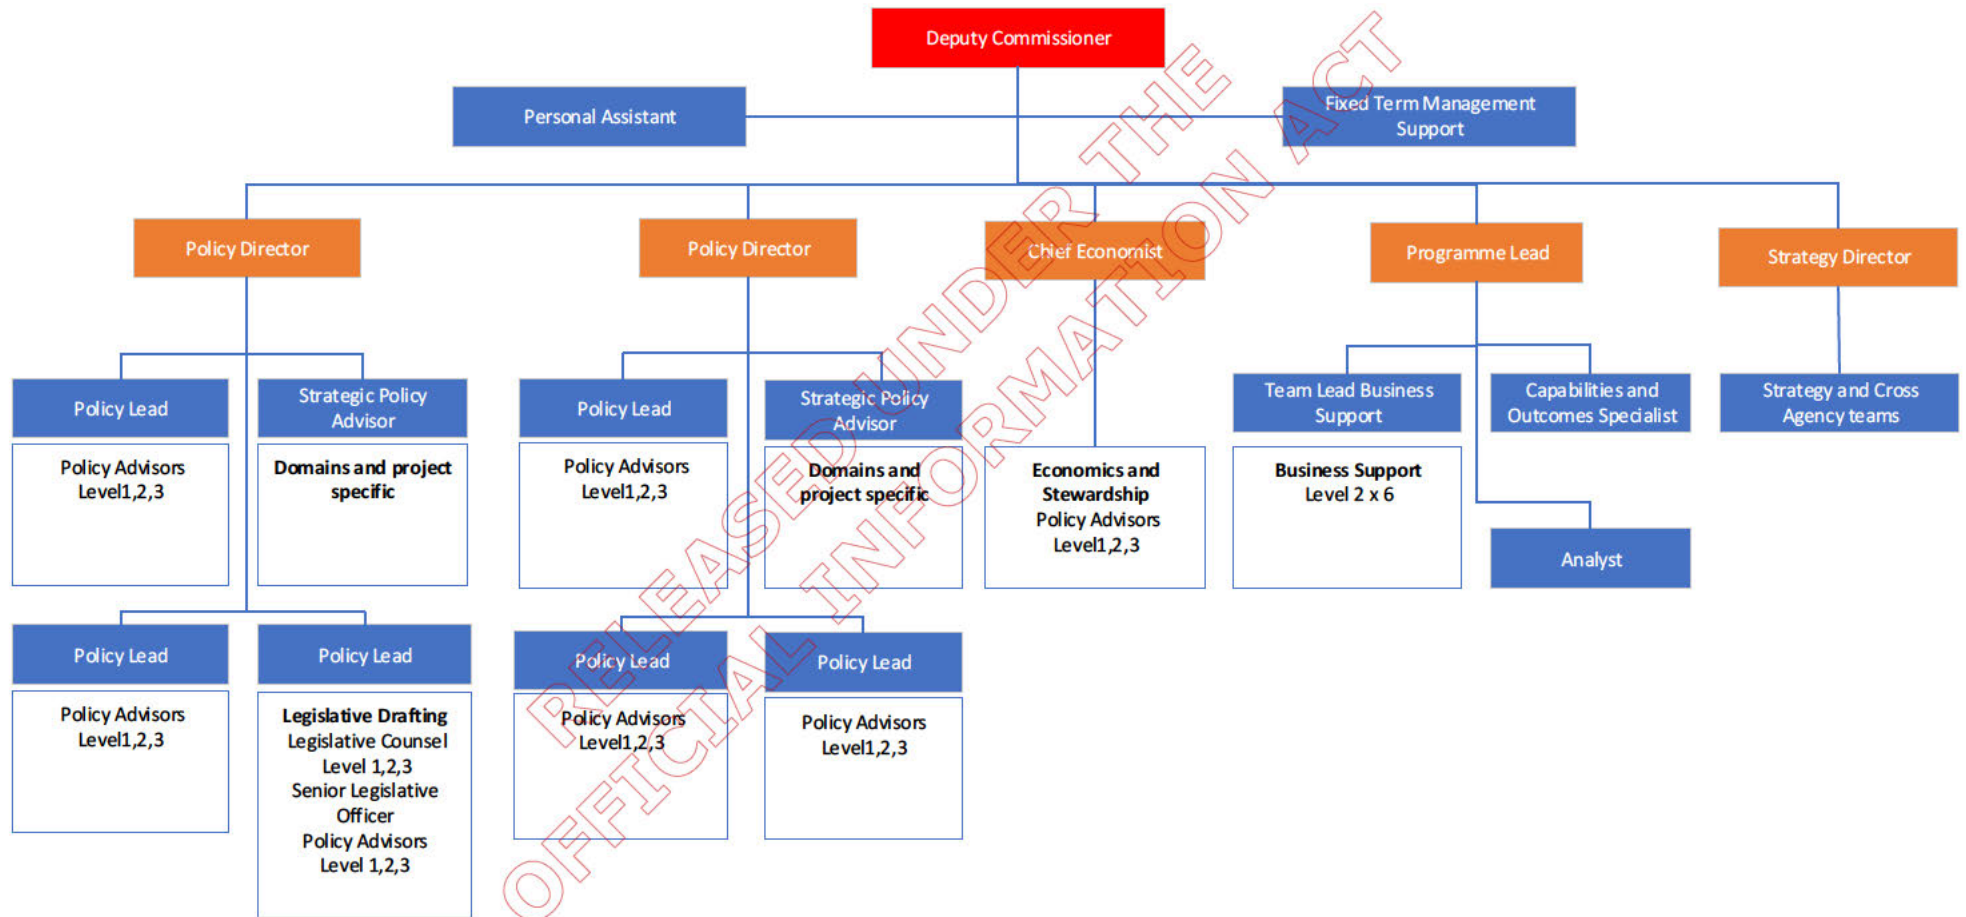 Deputy Commissioner
Personal Assistant
Fixed Term Management
Support
Policy Director
Policy Director
Chief Economist
Programme Lead
Strategy Director
Policy Lead
Strategic Policy
Advisor
Policy Lead
Strategic Policy
Advisor
Team Lead Business
Support
Capabilities and
Outcomes Specialist
Strategy and Cross
Agency teams
Policy Advisors
Level1,2,3
Domains and project
specific
Policy Advisors
Level1,2,3
Domains and
project specific
Economics and
Stewardship
Policy Advisors
Level1,2,3
Business Support
Level 2 x 6
Analyst
Policy Lead
Policy Lead
Policy Lead
Policy Lead
Policy Advisors
Level1,2,3
Legislative Drafting
Legislative Counsel
Level 1,2,3
Senior Legislative
Officer
Policy Advisors
Level 1,2,3
Policy Advisors
Level1,2,3
Policy Advisors
Level1,2,3
RELEASED UNDER THE
OFFICIAL INFORMATION ACT